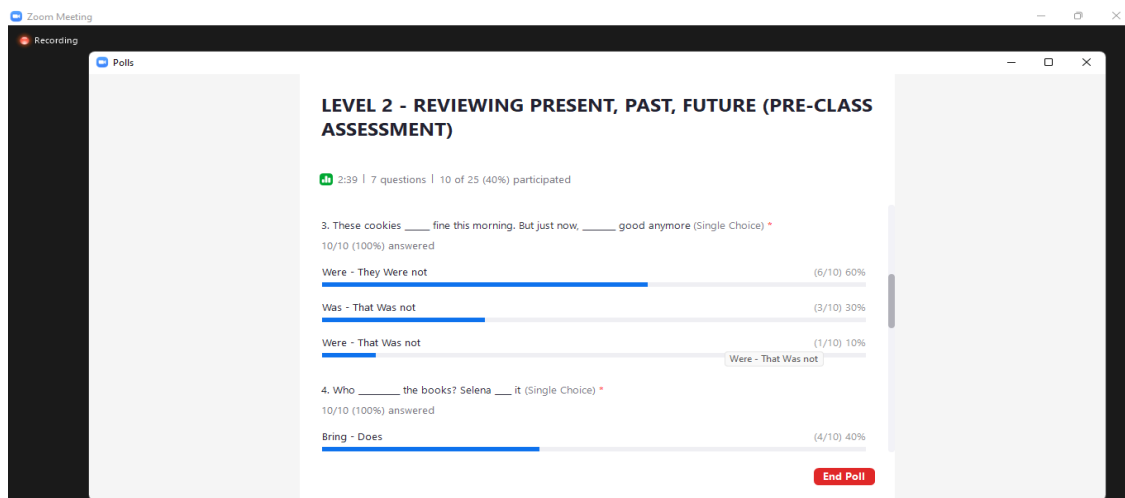 Zoom Meeting
Recording
Polls
LEVEL 2 - REVIEWING PRESENT, PAST, FUTURE (PRE-CLASS
ASSESSMENT)
2:39 | 7 questions | 10 of 25 (40%) participated
3. These cookies _____ fine this morning. But just now, _______ good anymore (Single Choice) *
10/10 (100%) answered
Were - They Were not (6/10) 60%
Was - That Was not (3/10) 30%
Were - That Was not (1/10) 10%
Were - That Was not
4. Who ________ the books? Selena ___ it (Single Choice) *
10/10 (100%) answered
Bring - Does (4/10) 40%
End Poll